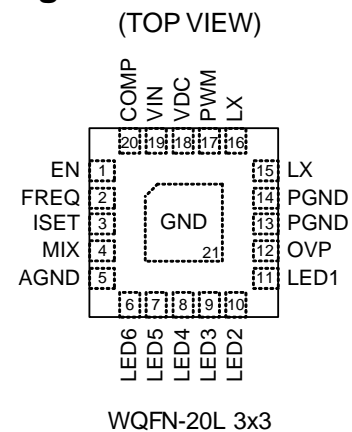 (TOP VIEW)
COMP VIN VDC PWM LX
20 19 18 17 16
EN 1 15 LX
FREQ 2 14 PGND
ISET 3 GND 13 PGND
MIX 4 21 12 OVP
AGND 5 11 LED1
6 7 8 9 10
LED6 LED5 LED4 LED3 LED2
WQFN-20L 3x3